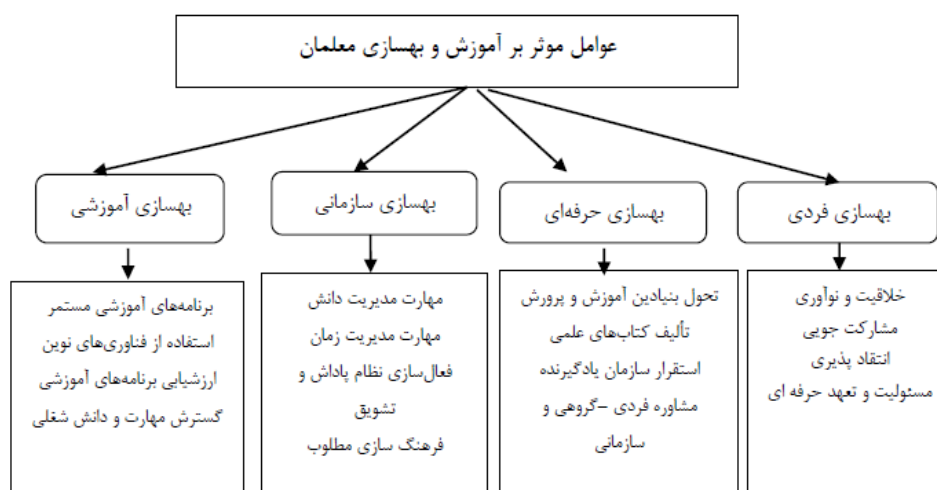 عوامل موثر بر آموزش و بهسازی معلمان
بهسازی فردی
بهسازی حرفه‌ای
بهسازی سازمانی
بهسازی آموزشی
خلاقیت و نوآوری
مشارکت جویی
انتقاد پذیری
مسئولیت و تعهد حرفه ای
تحول بنیادین آموزش و پرورش
تألیف کتاب‌های علمی
استقرار سازمان یادگیرنده
مشاوره فردی –گروهی و
سازمانی
مهارت مدیریت دانش
مهارت مدیریت زمان
فعال‌سازی نظام پاداش و
تشویق
فرهنگ سازی مطلوب
برنامه‌های آموزشی مستمر
استفاده از فناوری‌های نوین
ارزشیابی برنامه‌های آموزشی
گسترش مهارت و دانش شغلی